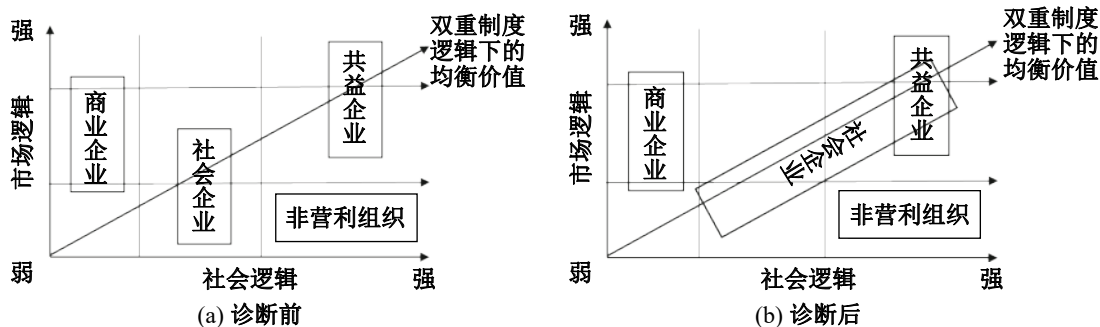 强
市场逻辑
弱
商业企业
社会企业
共益企业
非营利组织
双重制度
逻辑下的
均衡价值
社会逻辑
强
(a) 诊断前
强
市场逻辑
弱
商业企业
社会企业
共益企业
非营利组织
双重制度
逻辑下的
均衡价值
社会逻辑
强
(b) 诊断后